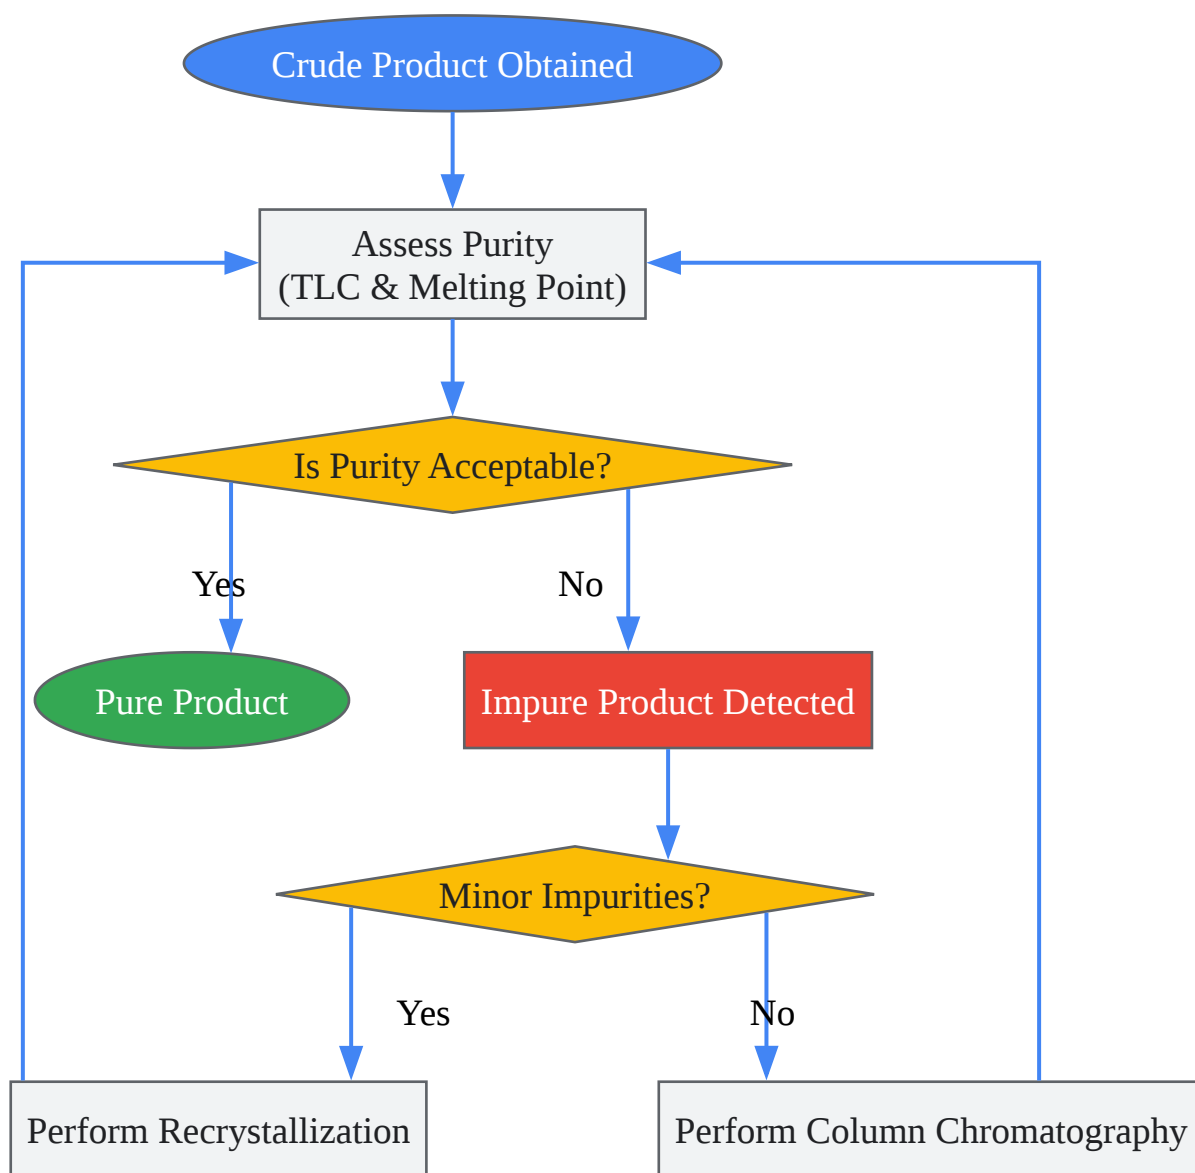 Crude Product Obtained
Assess Purity
(TLC & Melting Point)
Is Purity Acceptable?
Yes
No
Pure Product
Impure Product Detected
Minor Impurities?
Yes
No
Perform Recrystallization
Perform Column Chromatography